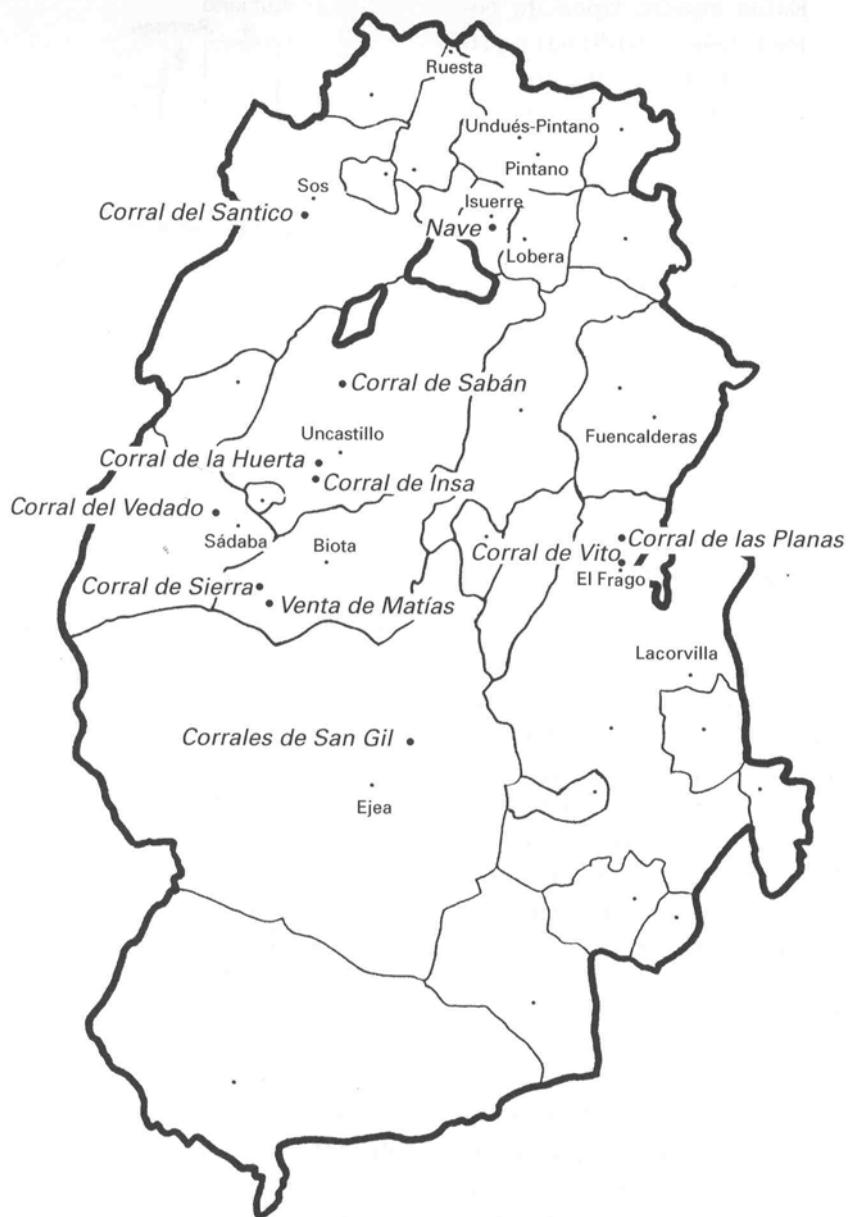 Ruesta
Undués-Pintano
Pintano
Sos
Isuerre
Corral del Santico
Nave
Lobera
Corral de Sabán
Uncastillo
Fuencalderas
Corral de la Huerta
Corral de Insa
Corral del Vedado
Sádaba
Biota
Corral de Vito
Corral de las Planas
El Frago
Corral de Sierra
Venta de Matías
Lacorvilla
Corrales de San Gil
Ejea